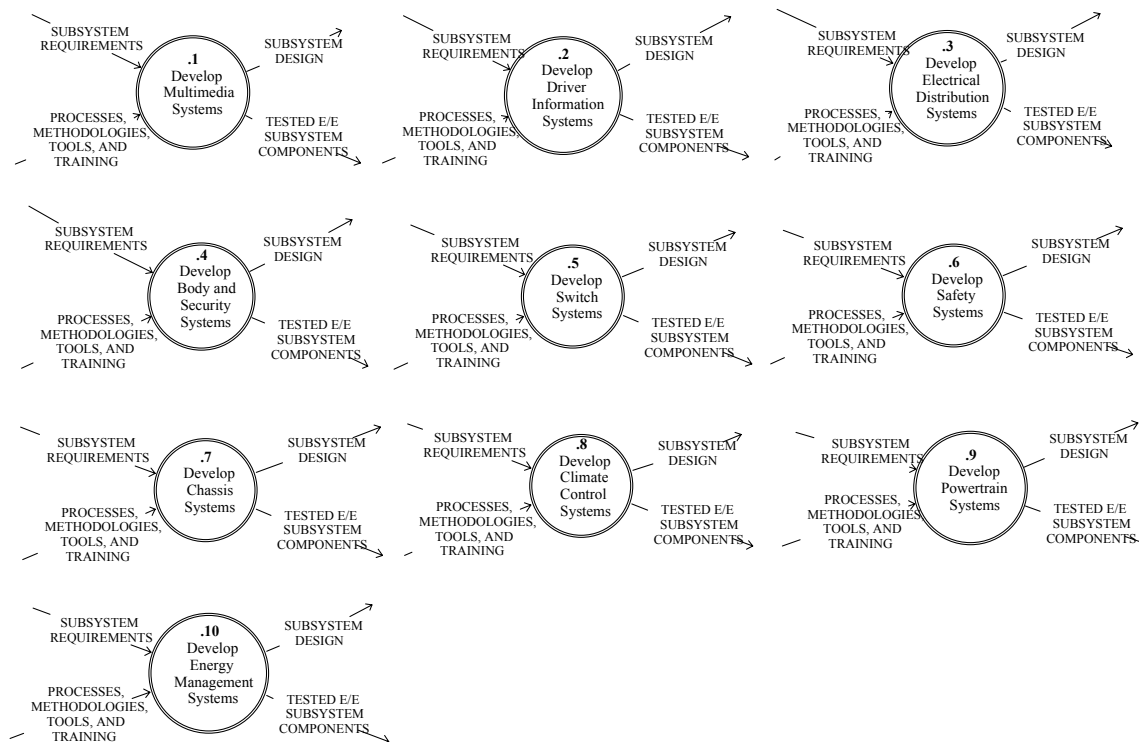 SUBSYSTEM
REQUIREMENTS
PROCESSES,
METHODOLOGIES,
TOOLS, AND
TRAINING
.1
Develop
Multimedia
Systems
SUBSYSTEM
DESIGN
TESTED E/E
SUBSYSTEM
COMPONENTS
SUBSYSTEM
REQUIREMENTS
PROCESSES,
METHODOLOGIES,
TOOLS, AND
TRAINING
.2
Develop
Driver
Information
Systems
SUBSYSTEM
DESIGN
TESTED E/E
SUBSYSTEM
COMPONENTS
SUBSYSTEM
REQUIREMENTS
PROCESSES,
METHODOLOGIES,
TOOLS, AND
TRAINING
.3
Develop
Electrical
Distribution
Systems
SUBSYSTEM
DESIGN
TESTED E/E
SUBSYSTEM
COMPONENTS
SUBSYSTEM
REQUIREMENTS
PROCESSES,
METHODOLOGIES,
TOOLS, AND
TRAINING
.4
Develop
Body and
Security
Systems
SUBSYSTEM
DESIGN
TESTED E/E
SUBSYSTEM
COMPONENTS
SUBSYSTEM
REQUIREMENTS
PROCESSES,
METHODOLOGIES,
TOOLS, AND
TRAINING
.5
Develop
Switch
Systems
SUBSYSTEM
DESIGN
TESTED E/E
SUBSYSTEM
COMPONENTS
SUBSYSTEM
REQUIREMENTS
PROCESSES,
METHODOLOGIES,
TOOLS, AND
TRAINING
.6
Develop
Safety
Systems
SUBSYSTEM
DESIGN
TESTED E/E
SUBSYSTEM
COMPONENTS
SUBSYSTEM
REQUIREMENTS
PROCESSES,
METHODOLOGIES,
TOOLS, AND
TRAINING
.7
Develop
Chassis
Systems
SUBSYSTEM
DESIGN
TESTED E/E
SUBSYSTEM
COMPONENTS
SUBSYSTEM
REQUIREMENTS
PROCESSES,
METHODOLOGIES,
TOOLS, AND
TRAINING
.8
Develop
Climate
Control
Systems
SUBSYSTEM
DESIGN
TESTED E/E
SUBSYSTEM
COMPONENTS
SUBSYSTEM
REQUIREMENTS
PROCESSES,
METHODOLOGIES,
TOOLS, AND
TRAINING
.9
Develop
Powertrain
Systems
SUBSYSTEM
DESIGN
TESTED E/E
SUBSYSTEM
COMPONENTS
SUBSYSTEM
REQUIREMENTS
PROCESSES,
METHODOLOGIES,
TOOLS, AND
TRAINING
.10
Develop
Energy
Management
Systems
SUBSYSTEM
DESIGN
TESTED E/E
SUBSYSTEM
COMPONENTS